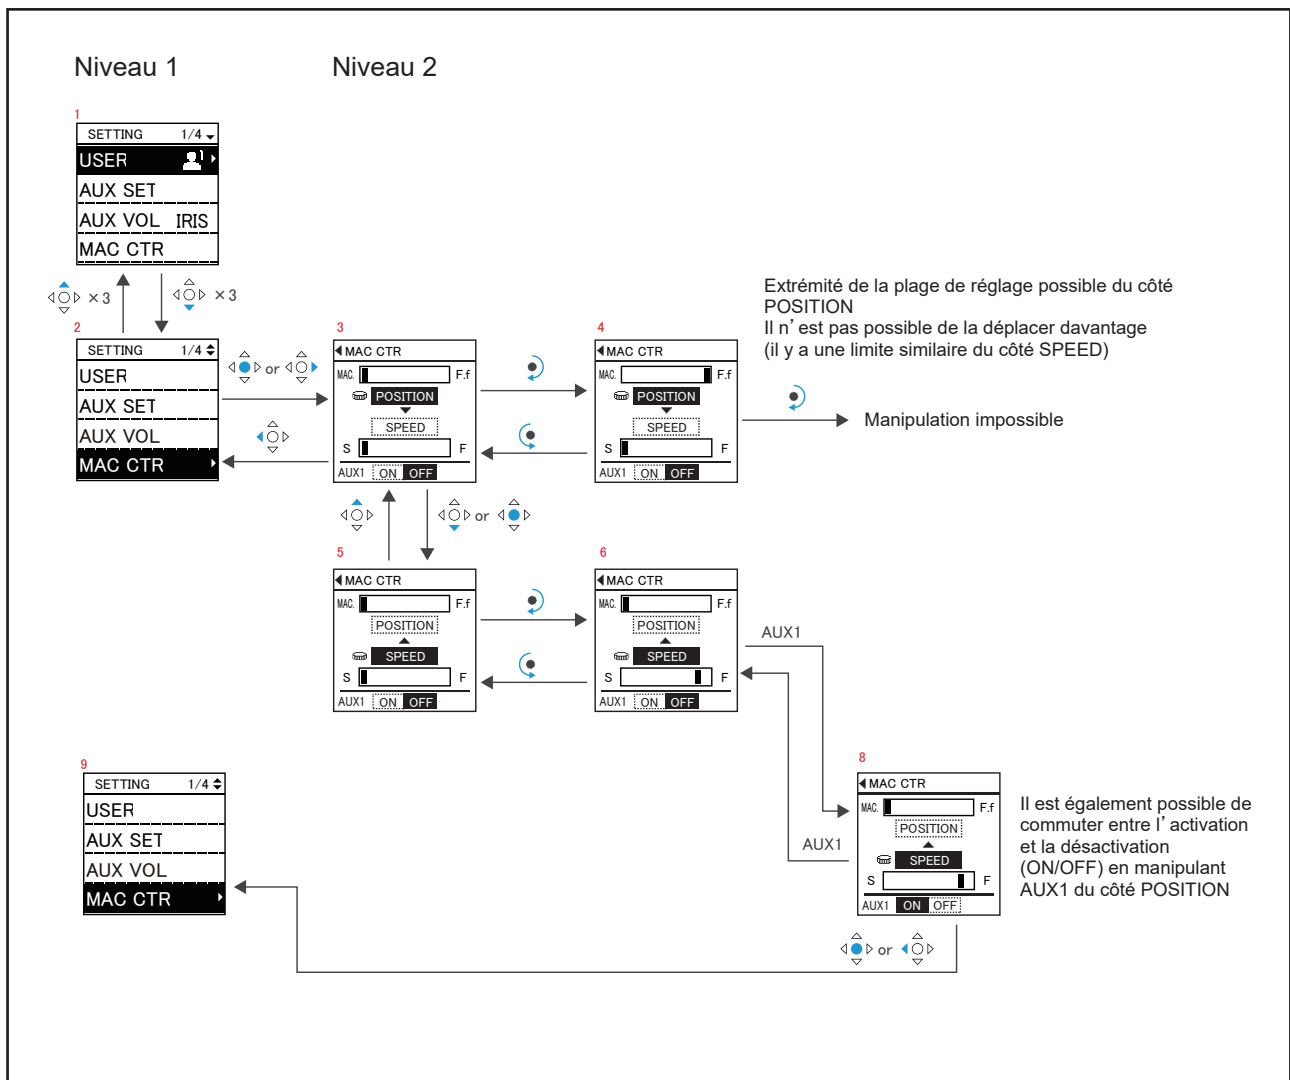 Niveau 1
Niveau 2
1
SETTING 1/4
USER 1
AUX SET
AUX VOL IRIS
MAC CTR
×3
×3
2
SETTING 1/4
USER
AUX SET
AUX VOL
MAC CTR
or
3
MAC CTR
MAC. F.f
POSITION
SPEED
S F
AUX1 ON OFF
4
MAC CTR
MAC. F.f
POSITION
SPEED
S F
AUX1 ON OFF
Extrémité de la plage de réglage possible du côté
POSITION
Il n’est pas possible de la déplacer davantage
(il y a une limite similaire du côté SPEED)
Manipulation impossible
or
5
MAC CTR
MAC. F.f
POSITION
SPEED
S F
AUX1 ON OFF
6
MAC CTR
MAC. F.f
POSITION
SPEED
S F
AUX1 ON OFF
AUX1
AUX1
8
MAC CTR
MAC. F.f
POSITION
SPEED
S F
AUX1 ON OFF
Il est également possible de
commuter entre l’activation
et la désactivation
(ON/OFF) en manipulant
AUX1 du côté POSITION
or
9
SETTING 1/4
USER
AUX SET
AUX VOL
MAC CTR